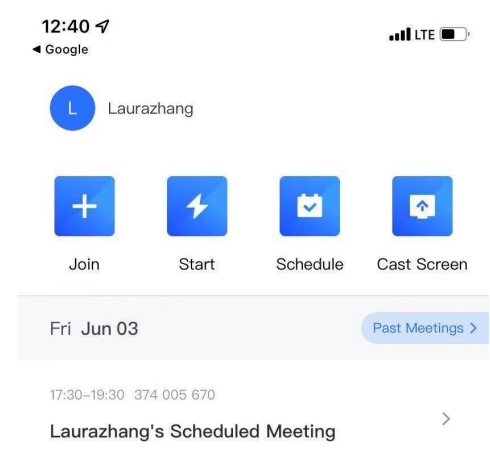 12:40
LTE
◀ Google
L
Laurazhang
Join
Start
Schedule
Cast Screen
Fri Jun 03
Past Meetings >
17:30–19:30 374 005 670
Laurazhang's Scheduled Meeting